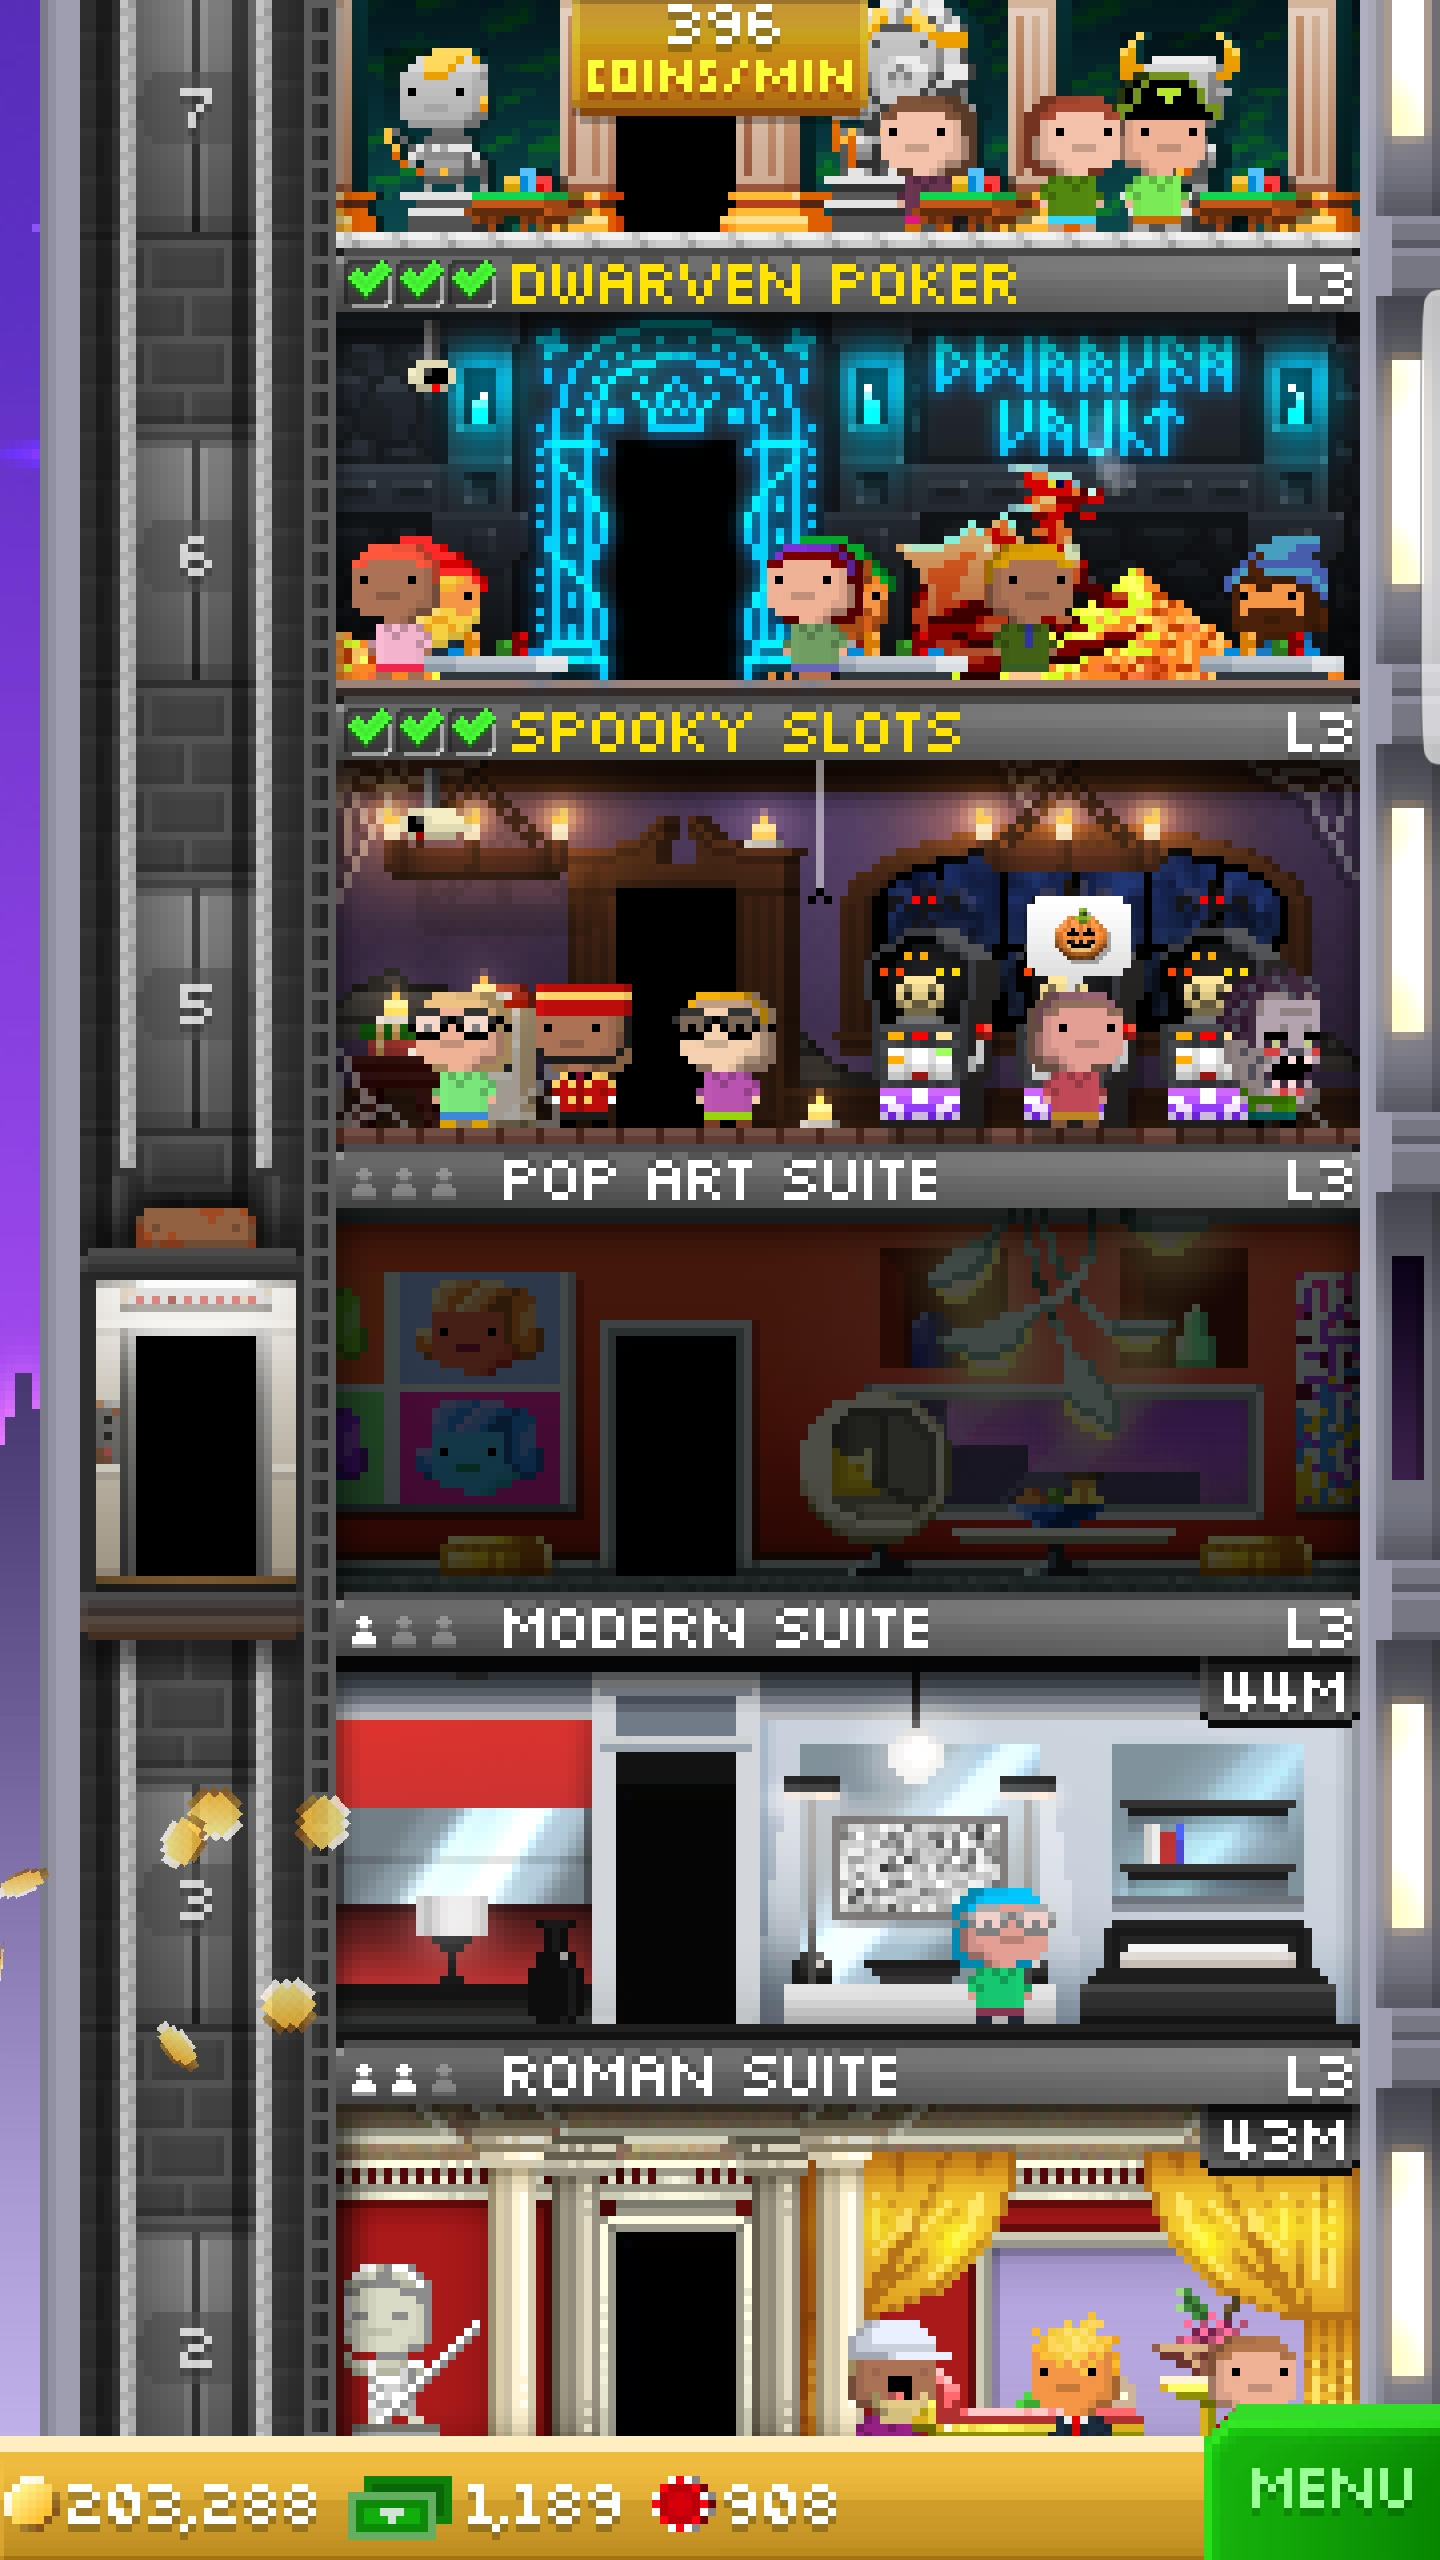 396
COINS/MIN
7
DWARVEN POKER L3
DWARVEN
VAULT
6
SPOOKY SLOTS L3
5
POP ART SUITE L3
MODERN SUITE L3
44M
3
ROMAN SUITE L3
43M
2
203,288 1,189 908
MENU